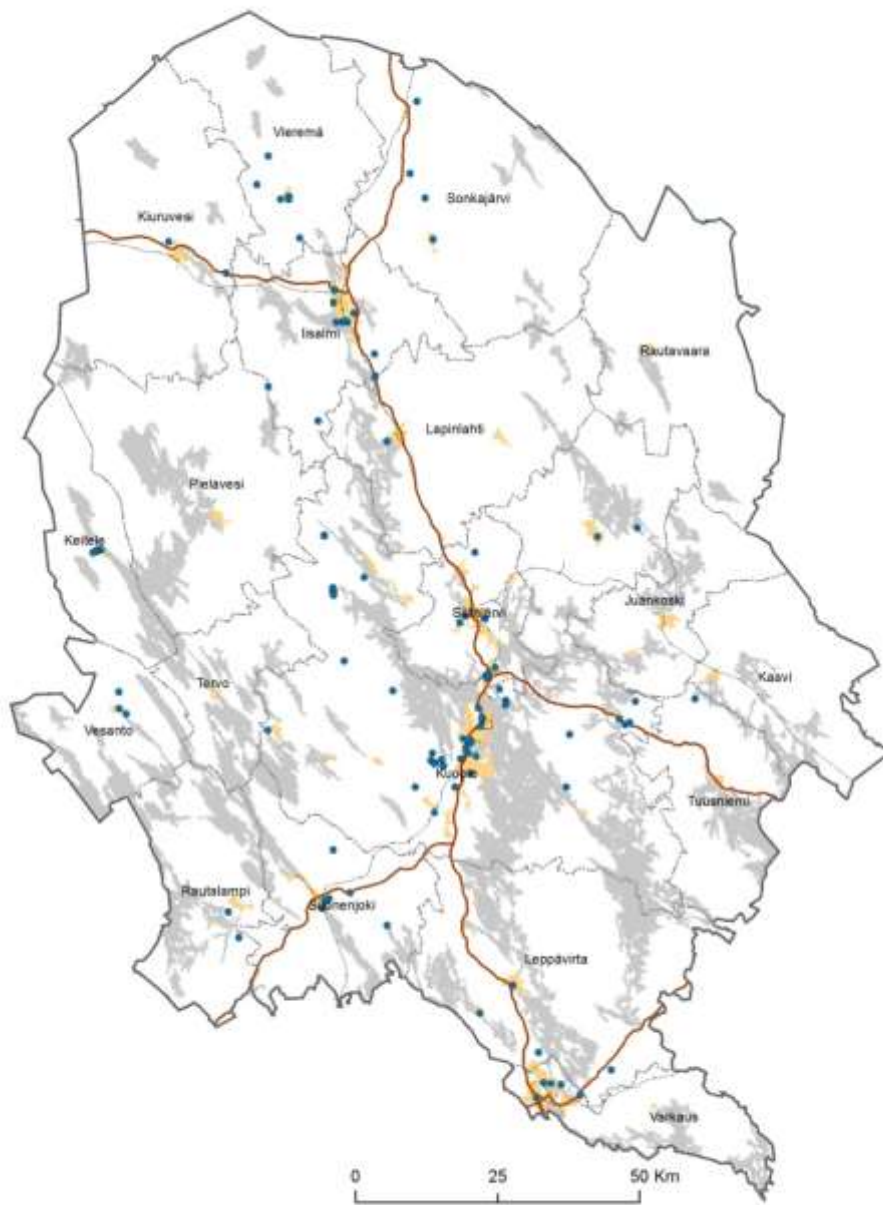 Vieremä
Sonkajärvi
Kiuruvesi
Iisalmi
Rautavaara
Lapinlahti
Pielavesi
Keitele
Juankoski
Siilinjärvi
Kaavi
Tervo
Vesanto
Kuopio
Tuusniemi
Rautalampi
Suonenjoki
Leppävirta
Varkaus
0 25 50 Km